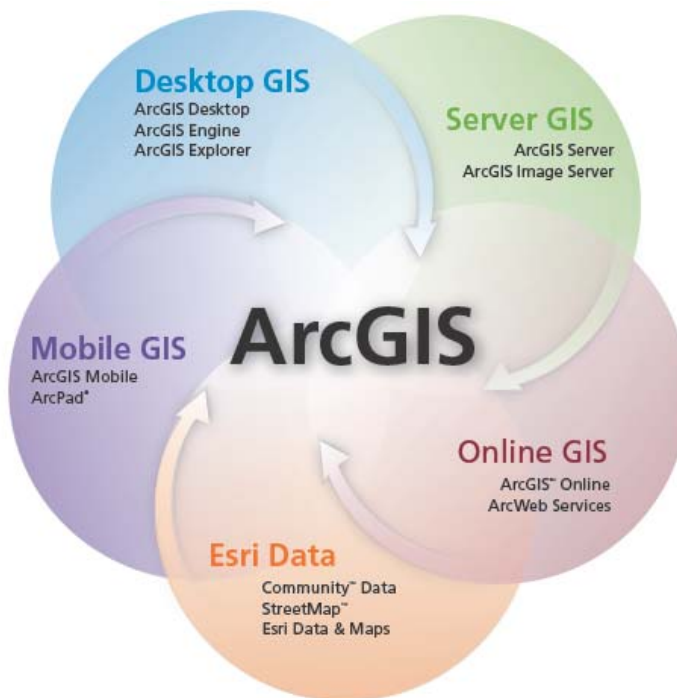 Desktop GIS
ArcGIS Desktop
ArcGIS Engine
ArcGIS Explorer
Server GIS
ArcGIS Server
ArcGIS Image Server
ArcGIS
Mobile GIS
ArcGIS Mobile
ArcPad®
Online GIS
ArcGIS™ Online
ArcWeb Services
Esri Data
Community™ Data
StreetMap™
Esri Data & Maps